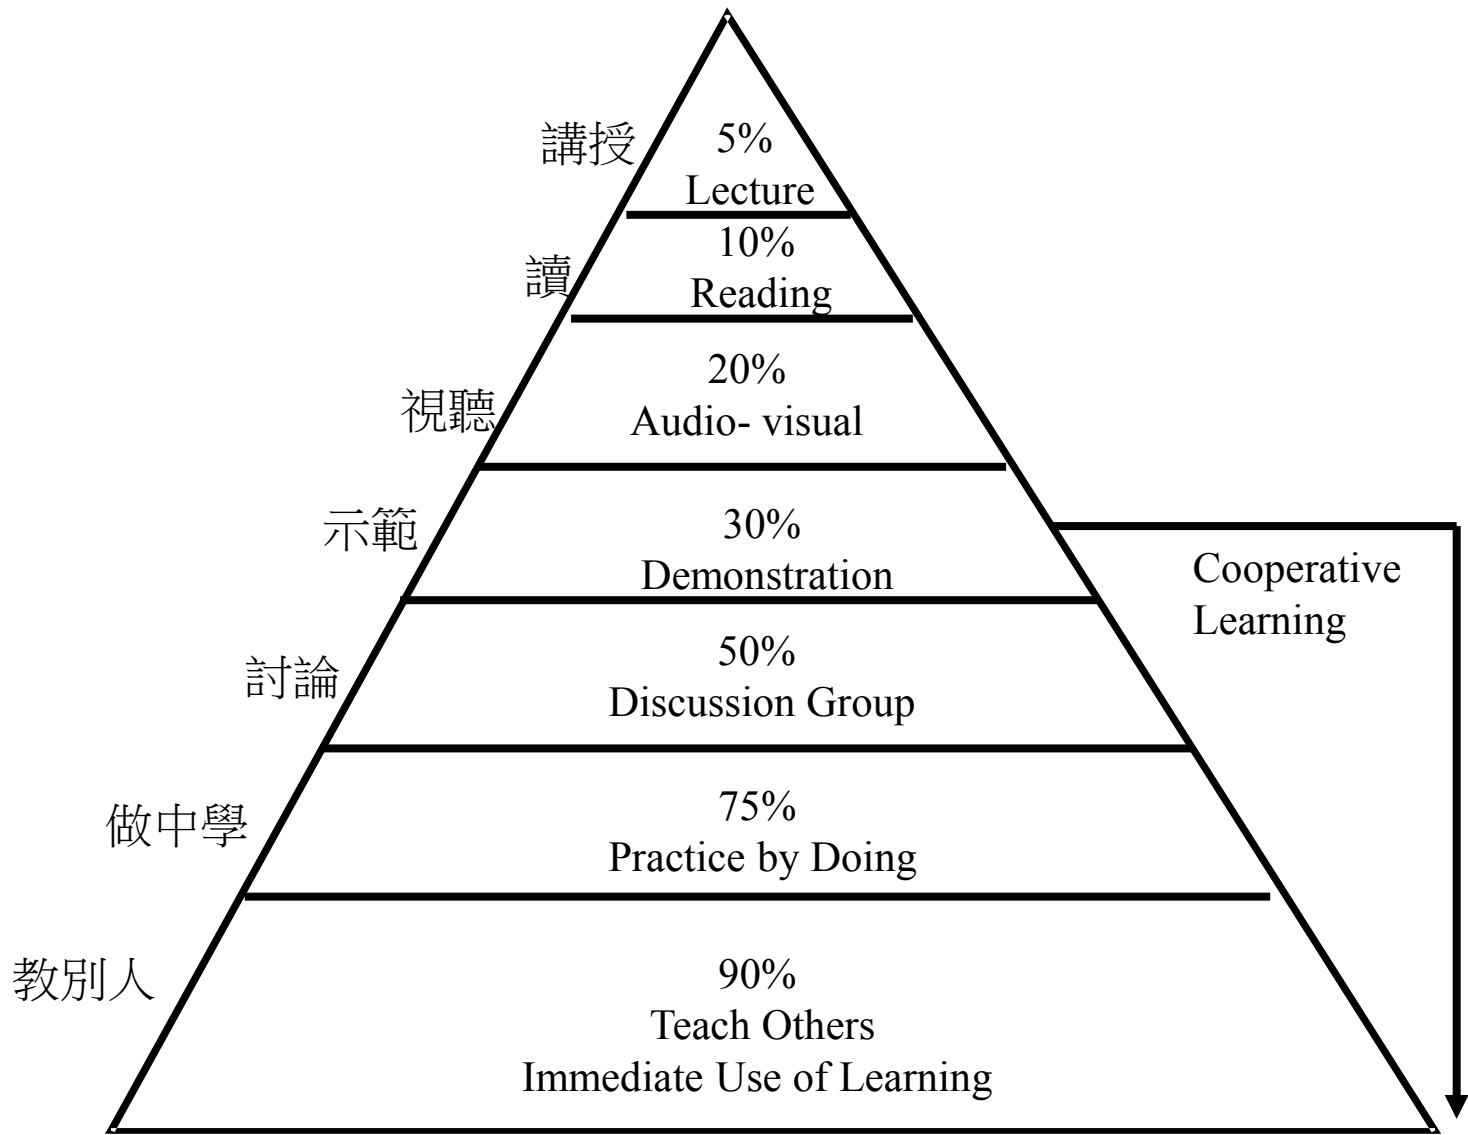 講授
5%
Lecture
讀
10%
Reading
視聽
20%
Audio- visual
示範
30%
Demonstration
Cooperative
Learning
討論
50%
Discussion Group
做中學
75%
Practice by Doing
教別人
90%
Teach Others
Immediate Use of Learning